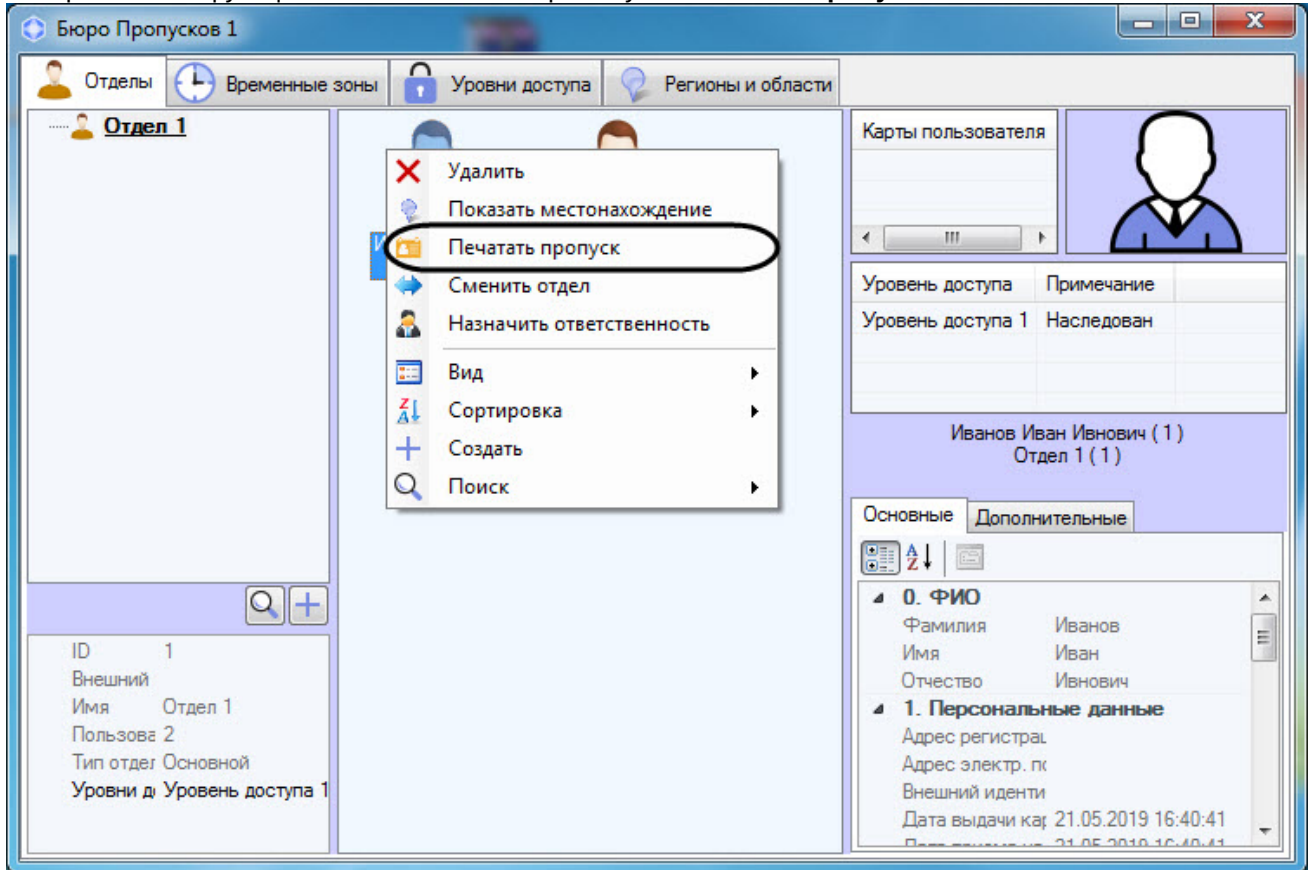 Бюро Пропусков 1
Отделы
Временные зоны
Уровни доступа
Регионы и области
Отдел 1
Удалить
Показать местонахождение
Печатать пропуск
Сменить отдел
Назначить ответственность
Вид
Сортировка
Создать
Поиск
ID 1
Внешний
Имя Отдел 1
Пользова 2
Тип отдел Основной
Уровни д Уровень доступа 1
Карты пользователя
Уровень доступа Примечание
Уровень доступа 1 Наследован
Иванов Иван Ивнович ( 1 )
Отдел 1 ( 1 )
Основные Дополнительные
0. ФИО
Фамилия Иванов
Имя Иван
Отчество Ивнович
1. Персональные данные
Адрес регистрац
Адрес электр. по
Внешний иденти
Дата выдачи кар 21.05.2019 16:40:41